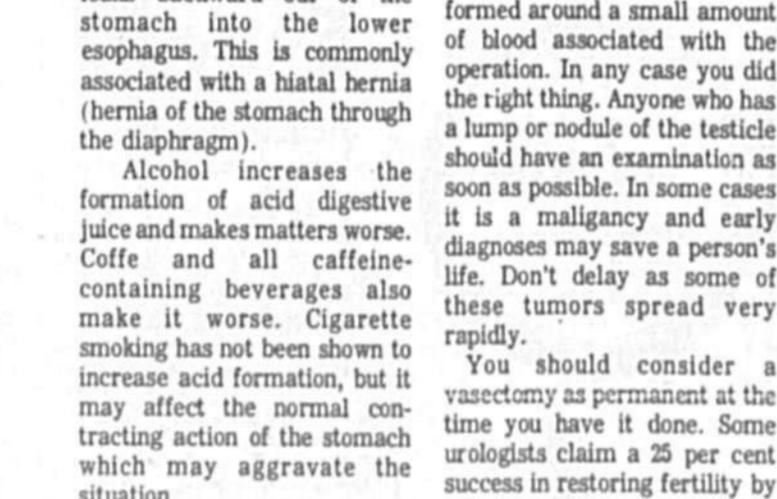 stomach into the lower
esophagus. This is commonly
associated with a hiatal hernia
(hernia of the stomach through
the diaphragm).
Alcohol increases the
formation of acid digestive
juice and makes matters worse.
Coffe and all caffeine-
containing beverages also
make it worse. Cigarette
smoking has not been shown to
increase acid formation, but it
may affect the normal con-
tracting action of the stomach
which may aggravate the
situation
formed around a small amount
of blood associated with the
operation. In any case you did
the right thing. Anyone who has
a lump or nodule of the testicle
should have an examination as
soon as possible. In some cases
it is a maligancy and early
diagnoses may save a person's
life. Don't delay as some of
these tumors spread very
rapidly.
You should consider a
vasectomy as permanent at the
time you have it done. Some
urologists claim a 25 per cent
success in restoring fertility by